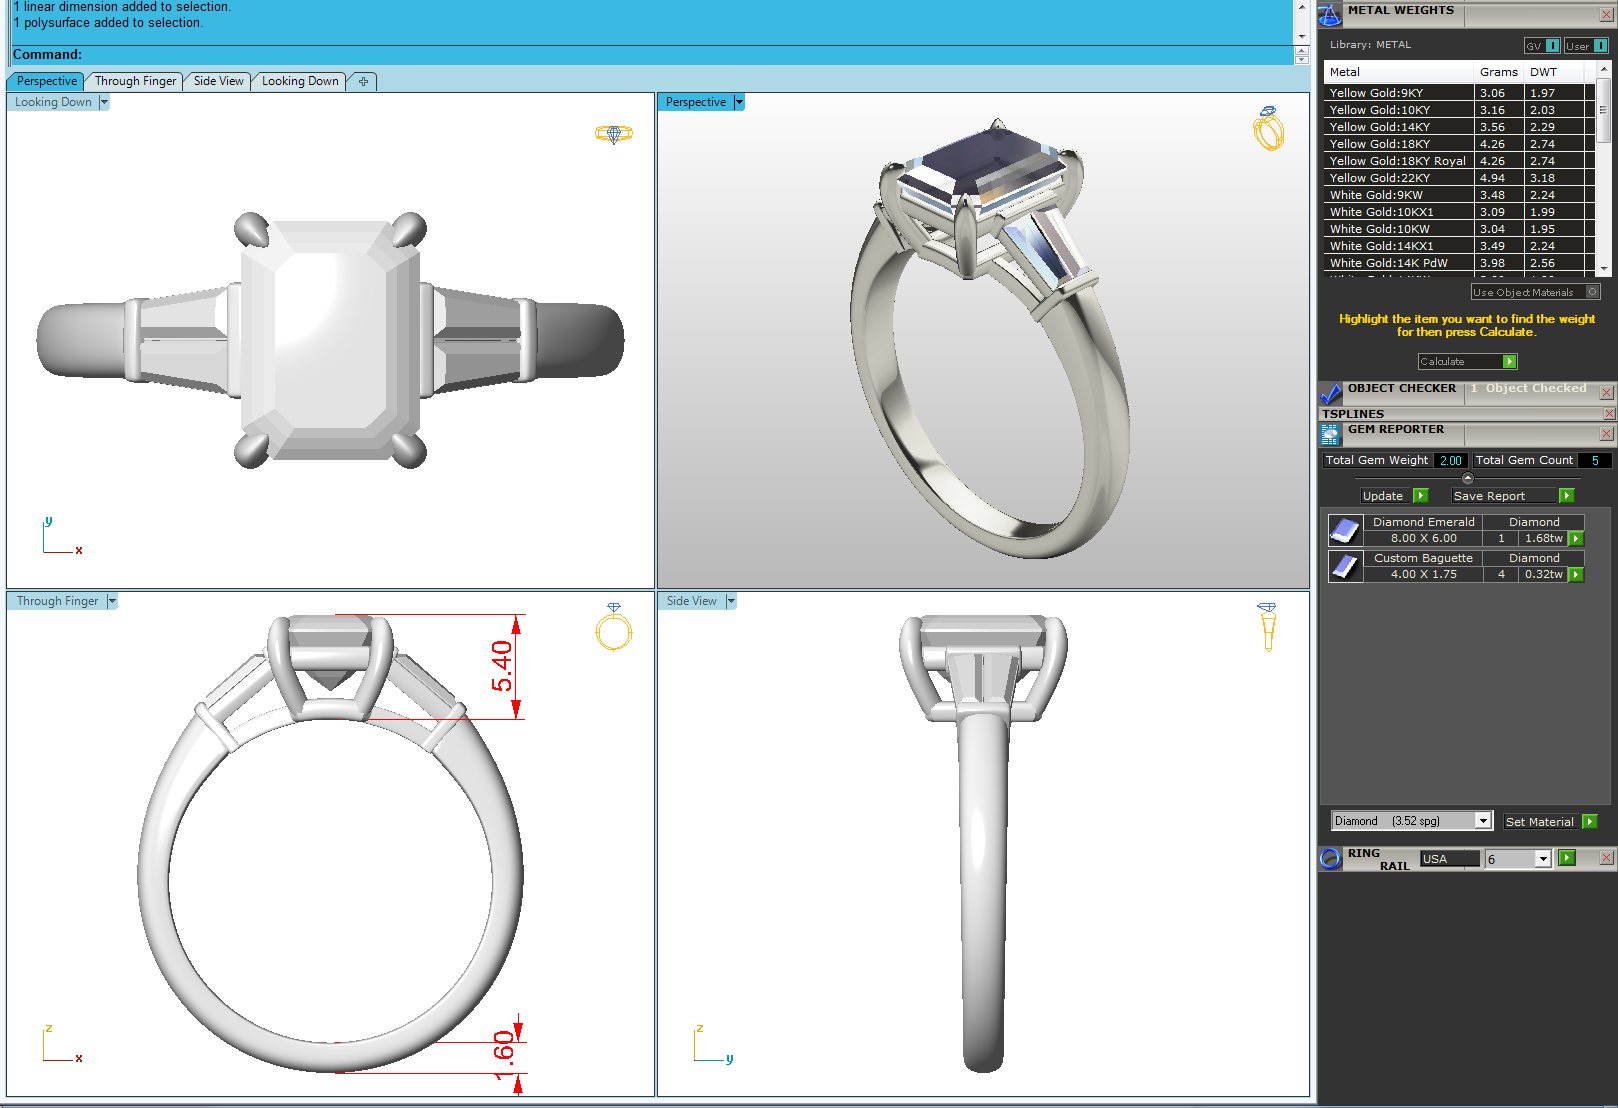 1 linear dimension added to selection.
1 polysurface added to selection.
Command:
Perspective Through Finger Side View Looking Down
Looking Down
y
x
Perspective
Through Finger
5.40
1.60
z
x
Side View
z
y
METAL WEIGHTS
Library: METAL GV I User I
Metal Grams DWT
Yellow Gold:9KY 3.06 1.97
Yellow Gold:10KY 3.16 2.03
Yellow Gold:14KY 3.56 2.29
Yellow Gold:18KY 4.26 2.74
Yellow Gold:18KY Royal 4.26 2.74
Yellow Gold:22KY 4.94 3.18
White Gold:9KW 3.48 2.24
White Gold:10KX1 3.09 1.99
White Gold:10KW 3.04 1.95
White Gold:14KX1 3.49 2.24
White Gold:14K PdW 3.98 2.56
Use Object Materials
Highlight the item you want to find the weight
for then press Calculate.
Calculate
OBJECT CHECKER 1 Object Checked
TSPLINES
GEM REPORTER
Total Gem Weight 2.00 Total Gem Count 5
Update Save Report
Diamond Emerald Diamond
8.00 X 6.00 1 1.68tw
Custom Baguette Diamond
4.00 X 1.75 4 0.32tw
Diamond (3.52 spg) Set Material
RING RAIL USA 6